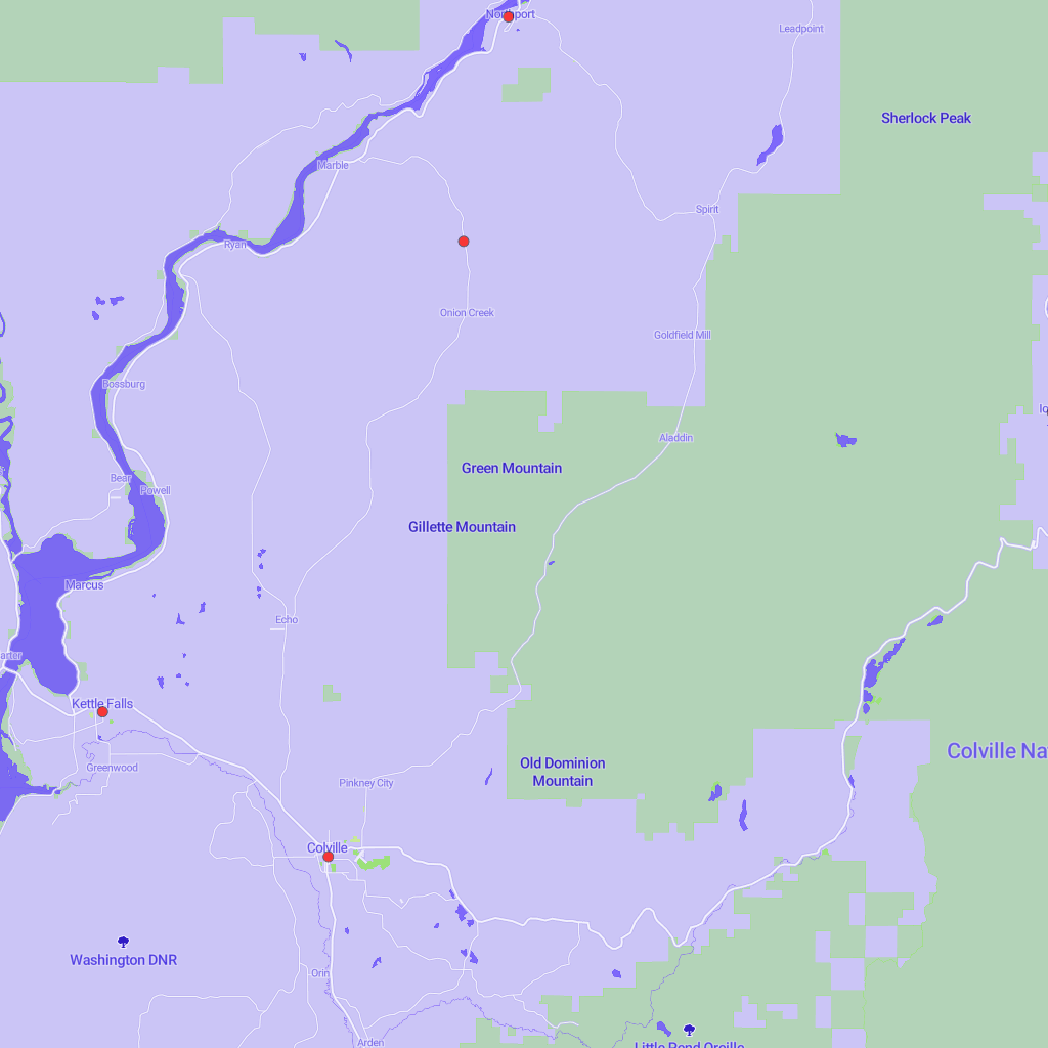 Northport
Leadpoint
Sherlock Peak
Marble
Spirit
Ryan
Onion Creek
Goldfield Mill
Bossburg
Aladdin
Green Mountain
Bear
Powell
Gillette Mountain
Marcus
Echo
arter
Kettle Falls
Colville Na
Old Dominion
Mountain
Greenwood
Pinkney City
Colville
Washington DNR
Orin
Arden
Little Pend Oreille